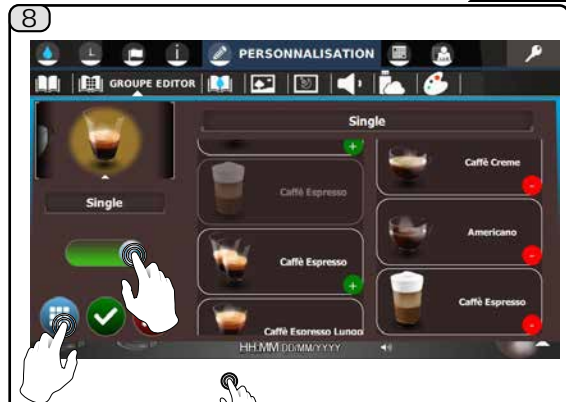 8
PERSONNALISATION
GROUPE EDITOR
Single
Single
Caffè Espresso
Caffè Espresso
Caffè Espresso Lungo
Caffè Creme
Americano
Caffè Espresso
HH:MM DD/MM/YYYY